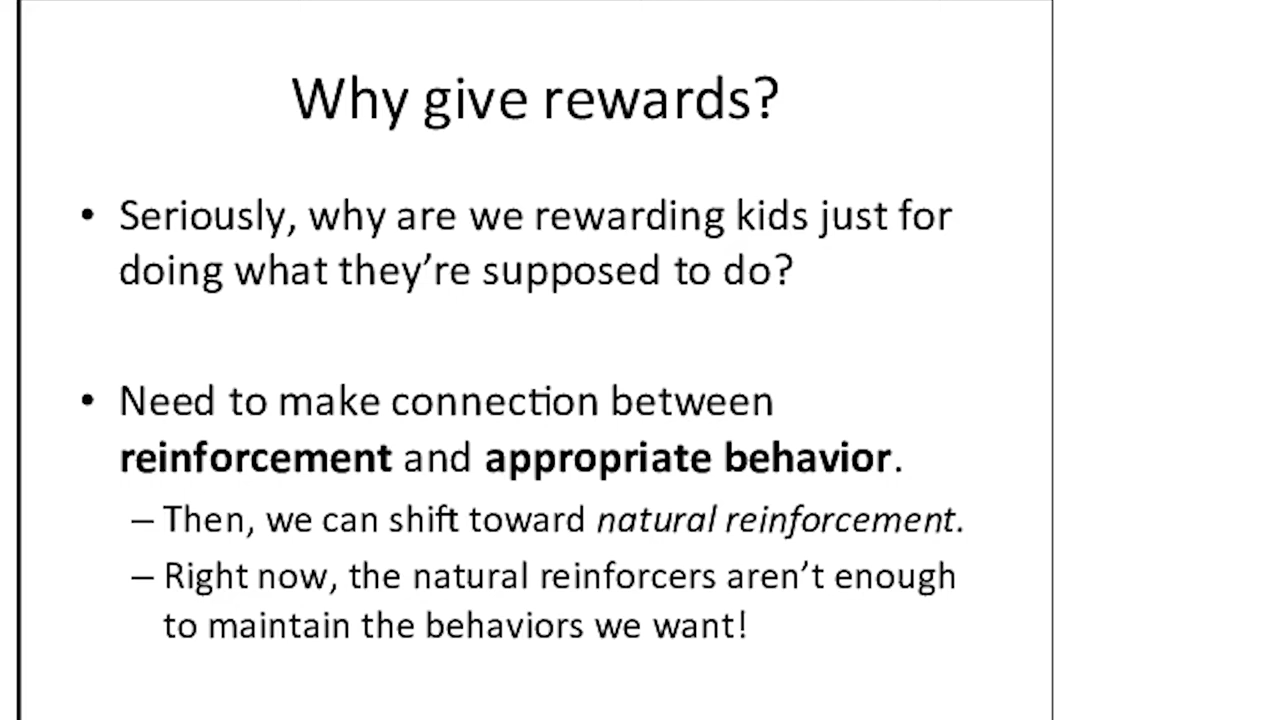 Why give rewards?
• Seriously, why are we rewarding kids just for
doing what they're supposed to do?
• Need to make connection between
reinforcement and appropriate behavior.
– Then, we can shift toward natural reinforcement.
– Right now, the natural reinforcers aren't enough
to maintain the behaviors we want!